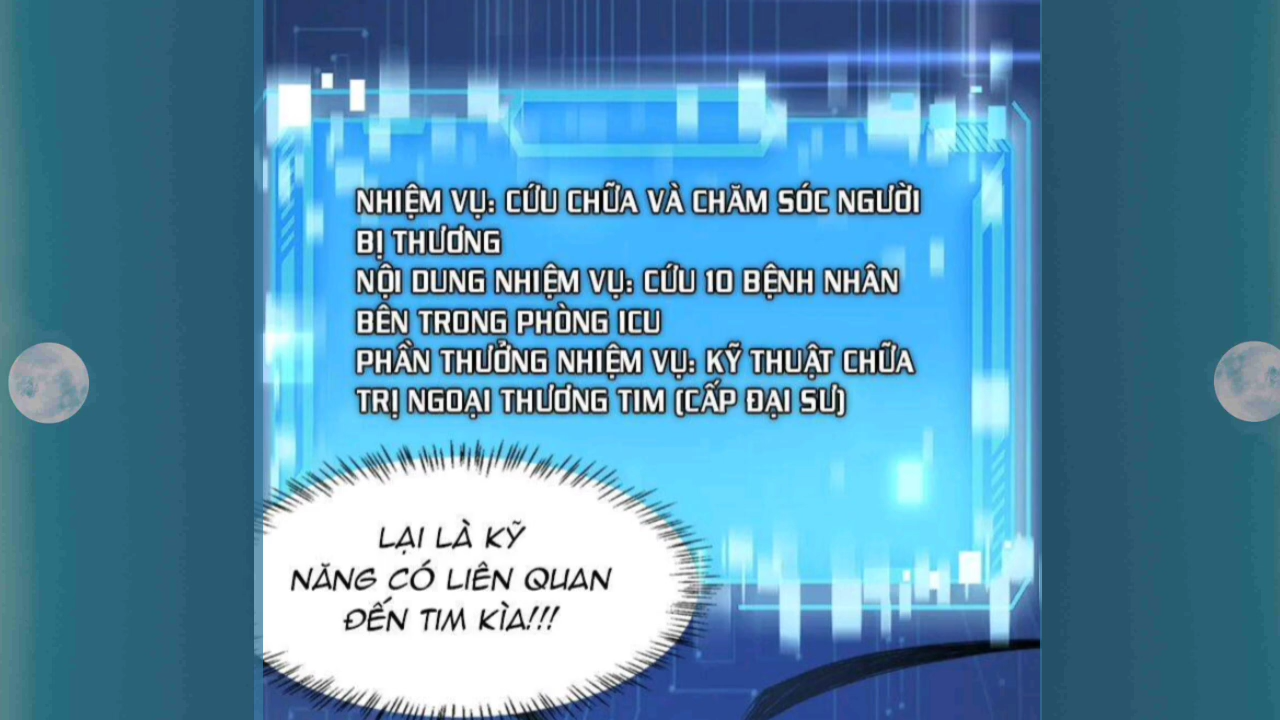 NHIỆM VỤ: CỨU CHỮA VÀ CHĂM SÓC NGƯỜI
BỊ THƯƠNG
NỘI DUNG NHIỆM VỤ: CỨU 10 BỆNH NHÂN
BÊN TRONG PHÒNG ICU
PHẦN THƯỞNG NHIỆM VỤ: KỸ THUẬT CHỮA
TRỊ NGOẠI THƯƠNG TIM (CẤP ĐẠI SƯ)
LẠI LÀ KỸ
NĂNG CÓ LIÊN QUAN
ĐẾN TIM KÌA!!!